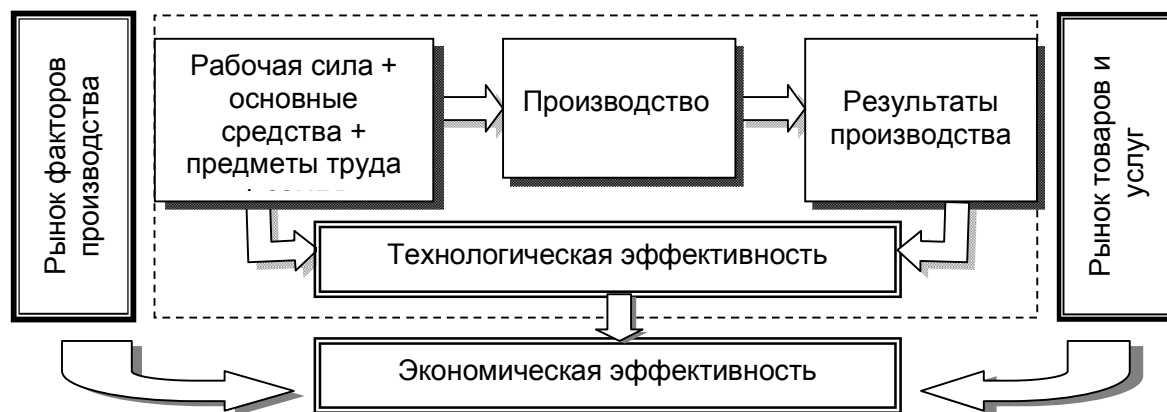 Рынок факторов
производства
Рабочая сила +
основные
средства +
предметы труда
Производство
Результаты
производства
Рынок товаров и
услуг
Технологическая эффективность
Экономическая эффективность